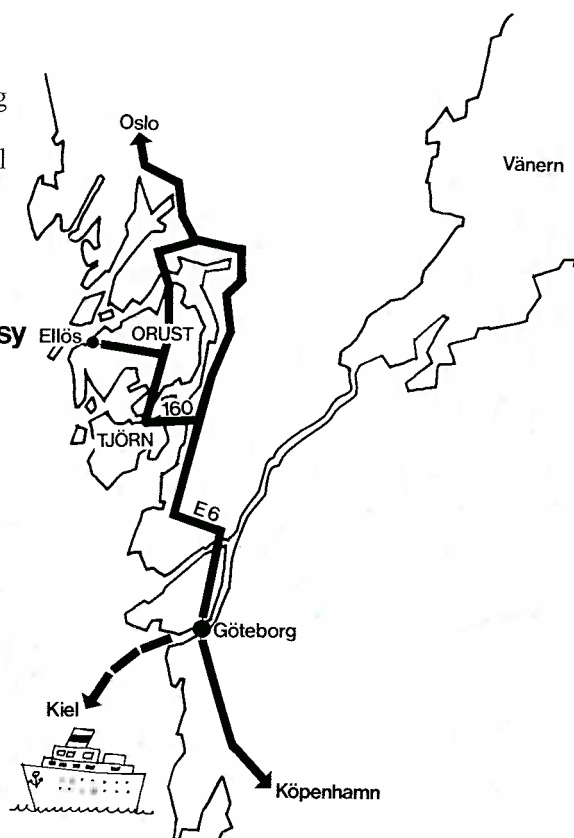 g
Oslo
l
Vänern
sy Ellös ORUST
160
TJÖRN
E6
Göteborg
Kiel
Köpenhamn